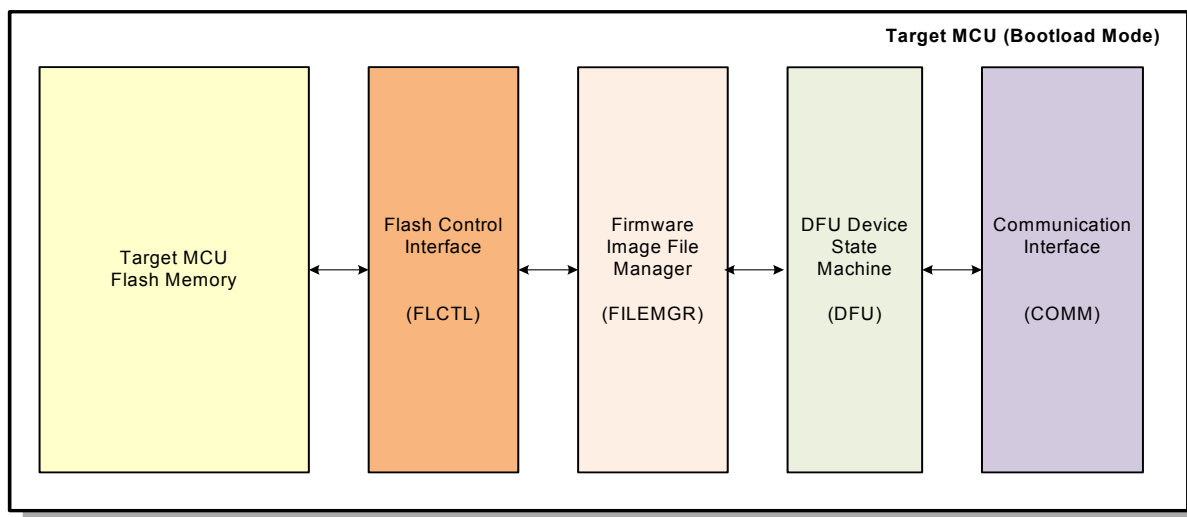 Target MCU (Bootload Mode)
Target MCU
Flash Memory
Flash Control
Interface
(FLCTL)
Firmware
Image File
Manager
(FILEMGR)
DFU Device
State
Machine
(DFU)
Communication
Interface
(COMM)